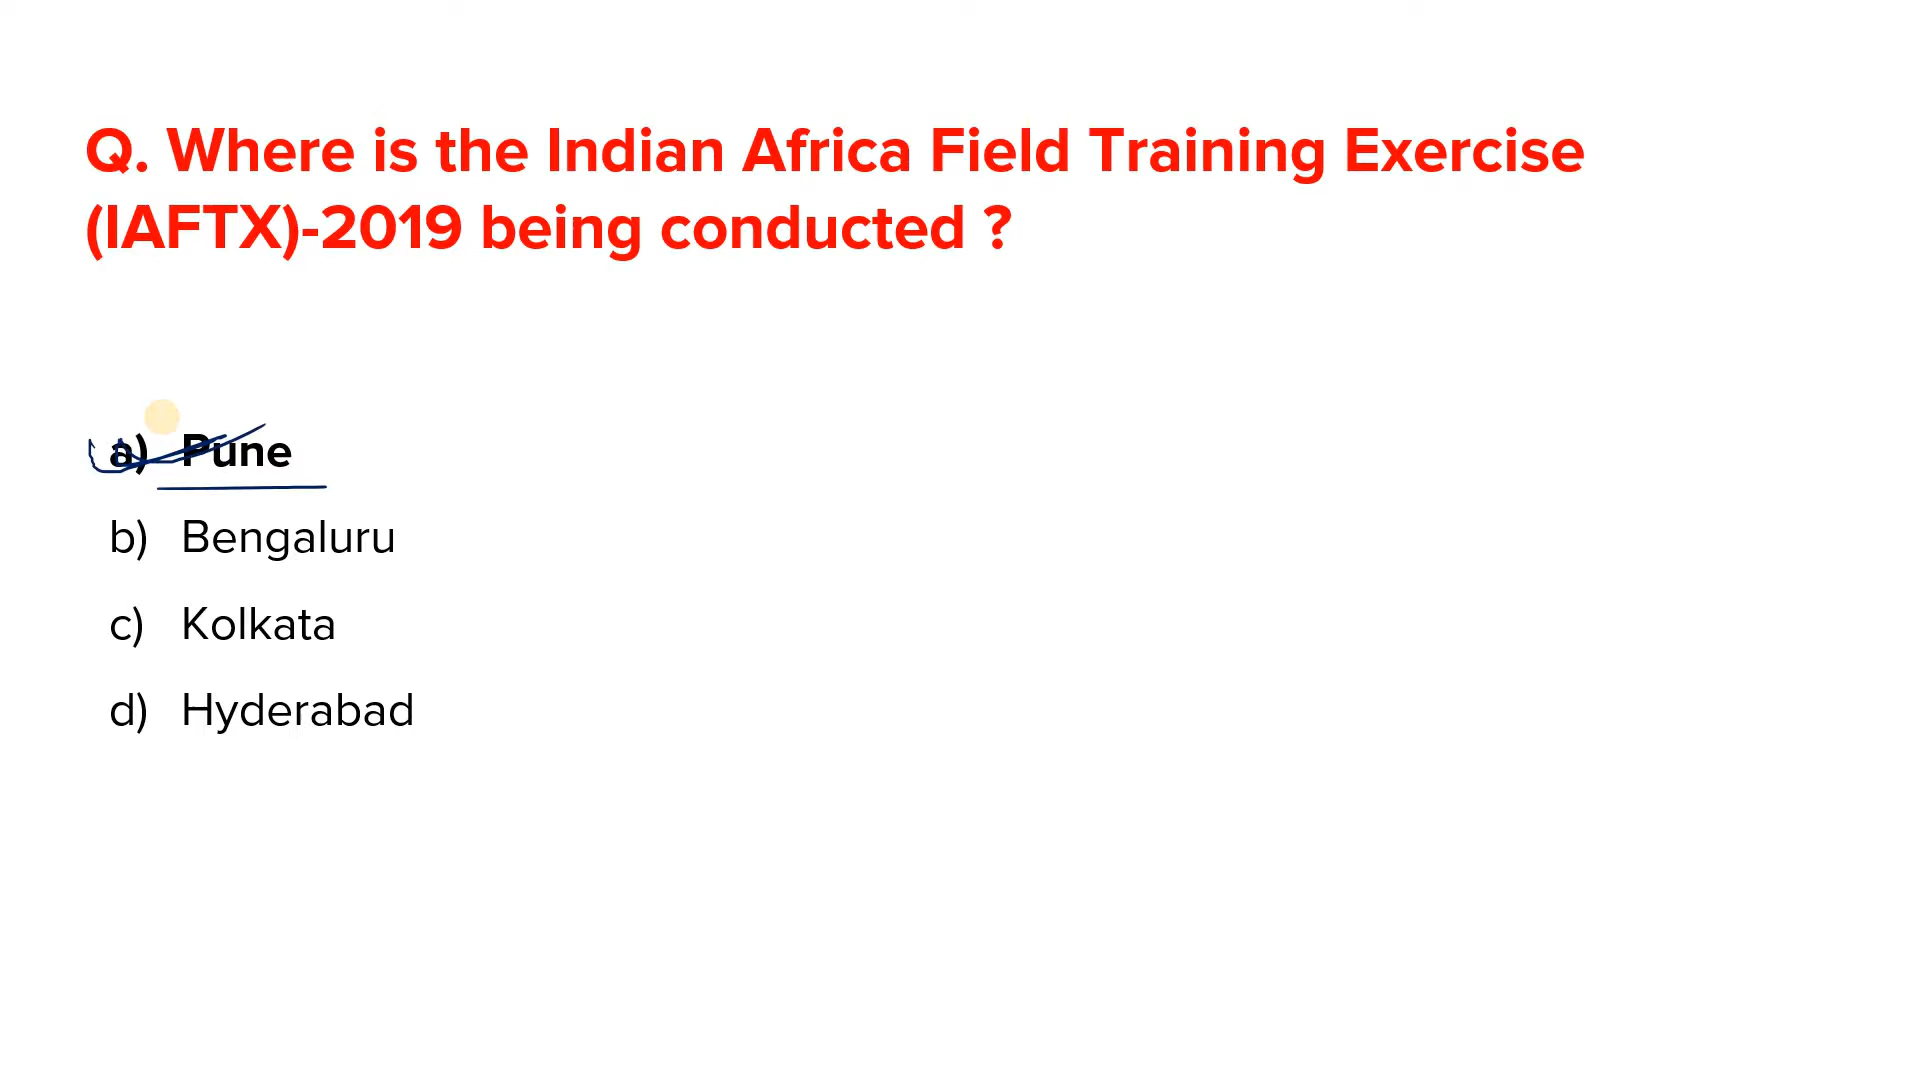 Q. Where is the Indian Africa Field Training Exercise
(IAFTX)-2019 being conducted ?
a) Pune
b) Bengaluru
c) Kolkata
d) Hyderabad